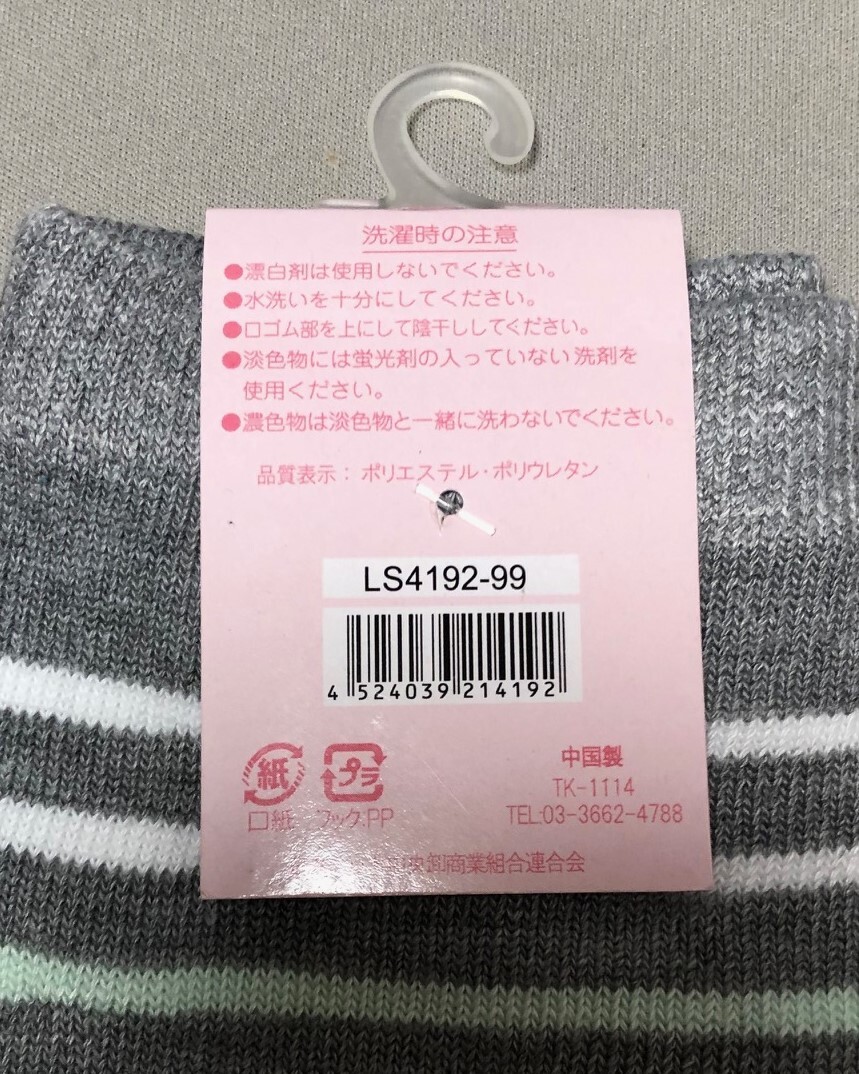 洗濯時の注意
●漂白剤は使用しないでください。
●水洗いを十分にしてください。
●口ゴム部を上にして陰干ししてください。
●淡色物には蛍光剤の入っていない洗剤を
使用ください。
●濃色物は淡色物と一緒に洗わないでください。
品質表示：ポリエステル・ポリウレタン
LS4192-99
4 524039 214192
紙 プラ
口紙 フック:PP
中国製
TK-1114
TEL:03-3662-4788
卸商業組合連合会